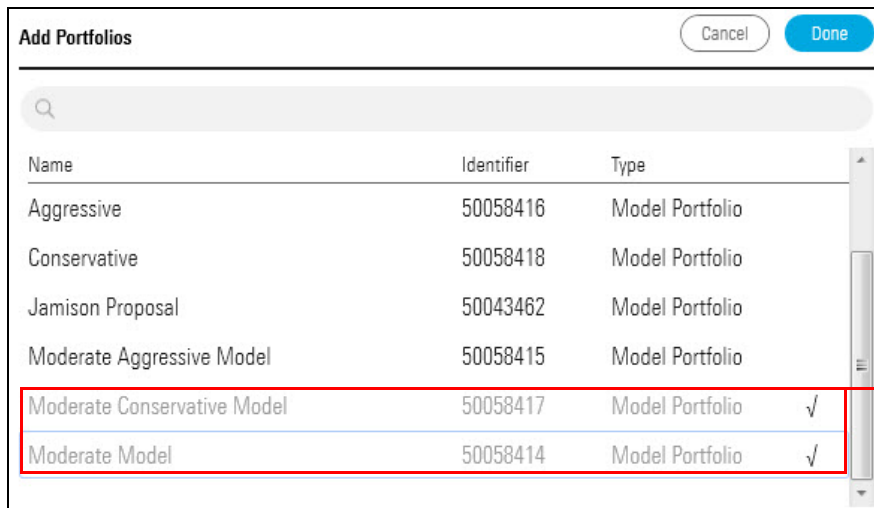 Add Portfolios Cancel Done
Name Identifier Type
Aggressive 50058416 Model Portfolio
Conservative 50058418 Model Portfolio
Jamison Proposal 50043462 Model Portfolio
Moderate Aggressive Model 50058415 Model Portfolio
Moderate Conservative Model 50058417 Model Portfolio √
Moderate Model 50058414 Model Portfolio √